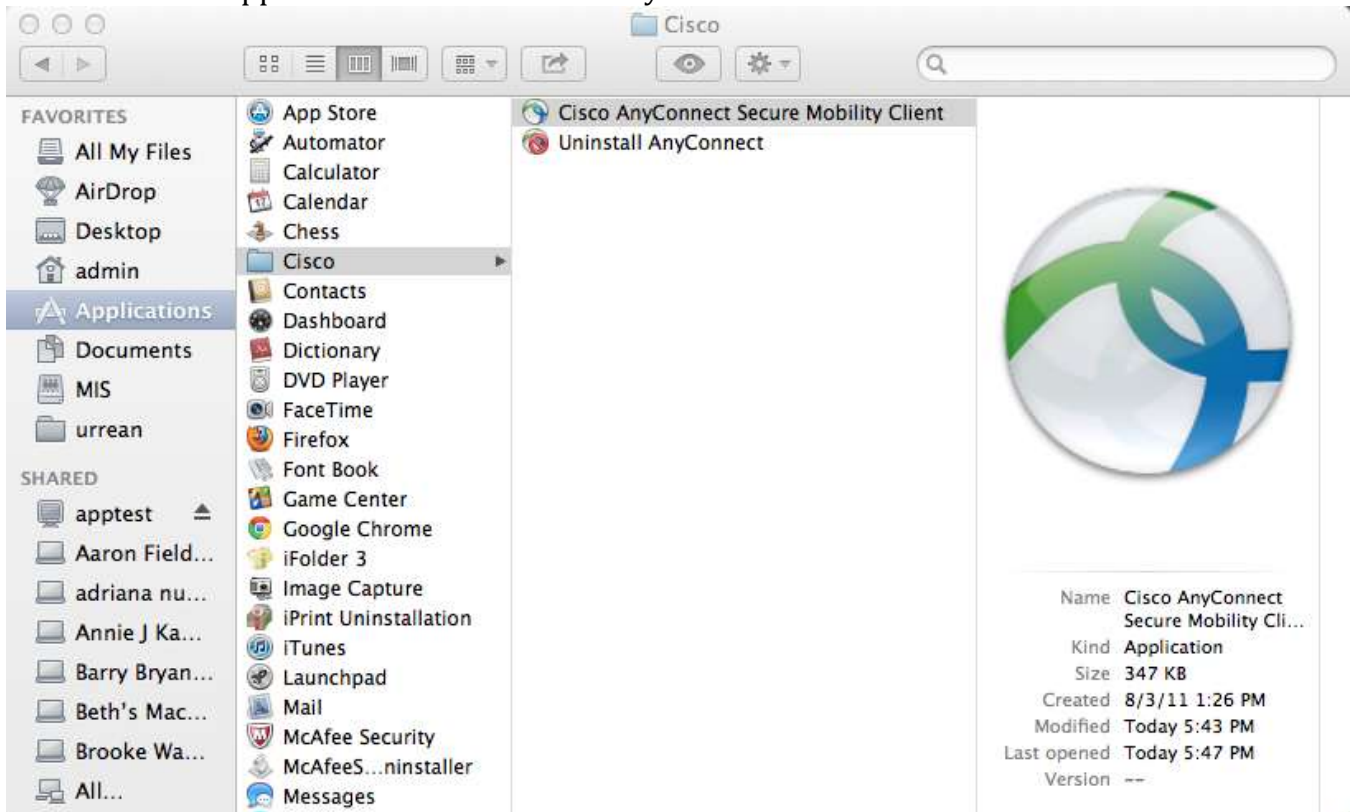 Cisco
FAVORITES
All My Files
AirDrop
Desktop
admin
Applications
Documents
MIS
urrean
SHARED
apptest
Aaron Field...
adriana nu...
Annie J Ka...
Barry Bryan...
Beth's Mac...
Brooke Wa...
All...
App Store
Automator
Calculator
Calendar
Chess
Cisco
Contacts
Dashboard
Dictionary
DVD Player
FaceTime
Firefox
Font Book
Game Center
Google Chrome
iFolder 3
Image Capture
iPrint Uninstallation
iTunes
Launchpad
Mail
McAfee Security
McAfeeS...ninstaller
Messages
Cisco AnyConnect Secure Mobility Client
Uninstall AnyConnect
Name Cisco AnyConnect
Secure Mobility Cli...
Kind Application
Size 347 KB
Created 8/3/11 1:26 PM
Modified Today 5:43 PM
Last opened Today 5:47 PM
Version --